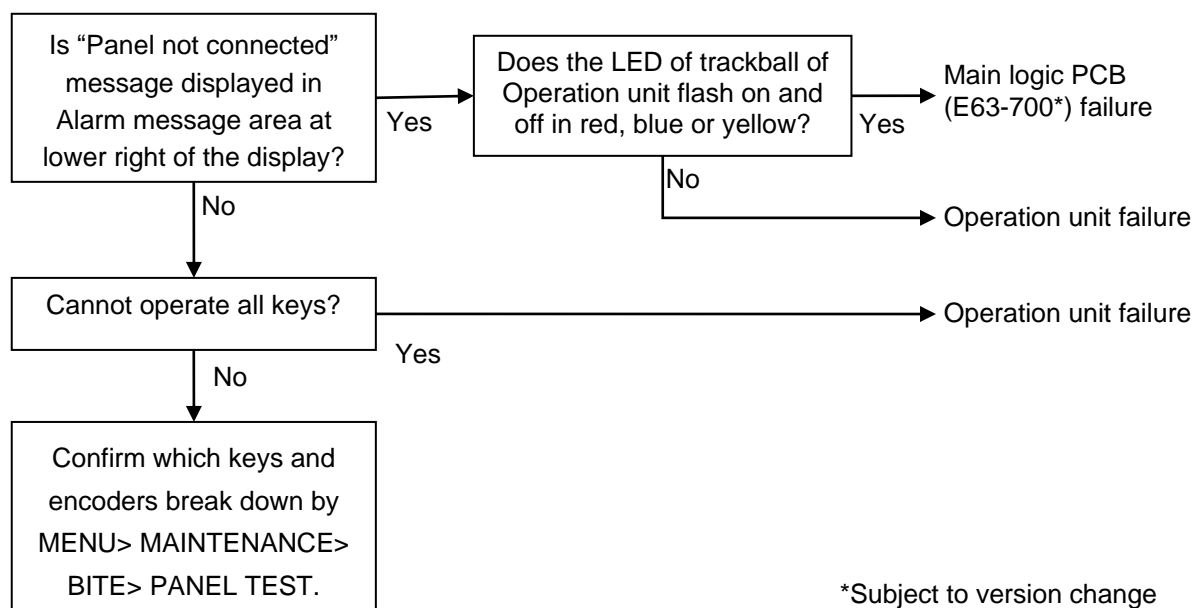 Is “Panel not connected”
message displayed in
Alarm message area at
lower right of the display?
Yes
Does the LED of trackball of
Operation unit flash on and
off in red, blue or yellow?
Yes
Main logic PCB
(E63-700*) failure
No
Operation unit failure
No
Cannot operate all keys?
Yes
Operation unit failure
No
Confirm which keys and
encoders break down by
MENU> MAINTENANCE>
BITE> PANEL TEST.
*Subject to version change